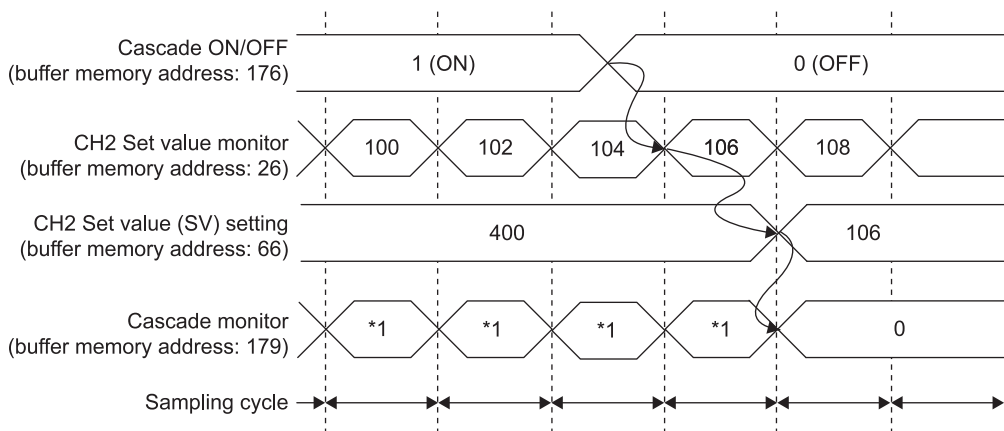 Cascade ON/OFF
(buffer memory address: 176)
1 (ON)
0 (OFF)
CH2 Set value monitor
(buffer memory address: 26)
100
102
104
106
108
CH2 Set value (SV) setting
(buffer memory address: 66)
400
106
Cascade monitor
(buffer memory address: 179)
*1
*1
*1
*1
0
Sampling cycle